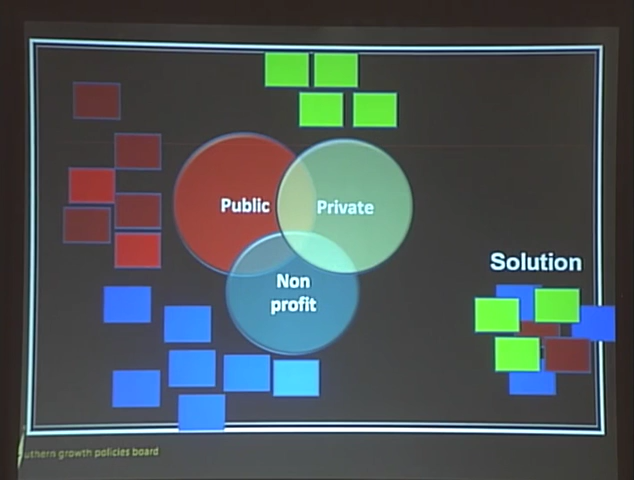 Public
Private
Non
profit
Solution
uthern growth policies board